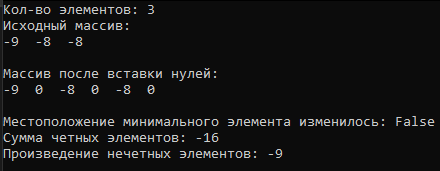 Кол-во элементов: 3
Исходный массив:
-9  -8  -8
Массив после вставки нулей:
-9  0  -8  0  -8  0
Местоположение минимального элемента изменилось: False
Сумма четных элементов: -16
Произведение нечетных элементов: -9